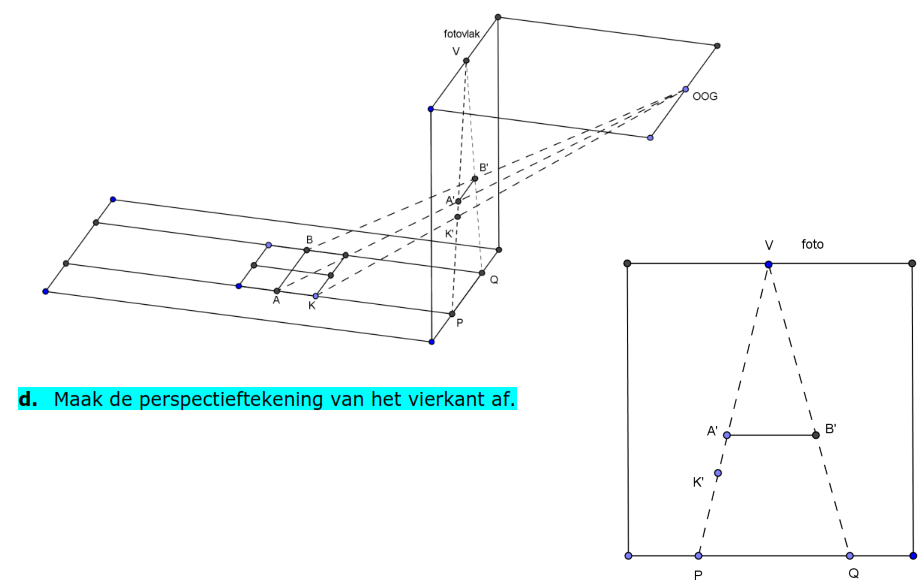 fotovlak
V
OOG
B'
A'
K'
B
A
K
Q
P
d. Maak de perspectieftekening van het vierkant af.
V foto
A' B'
K'
P Q